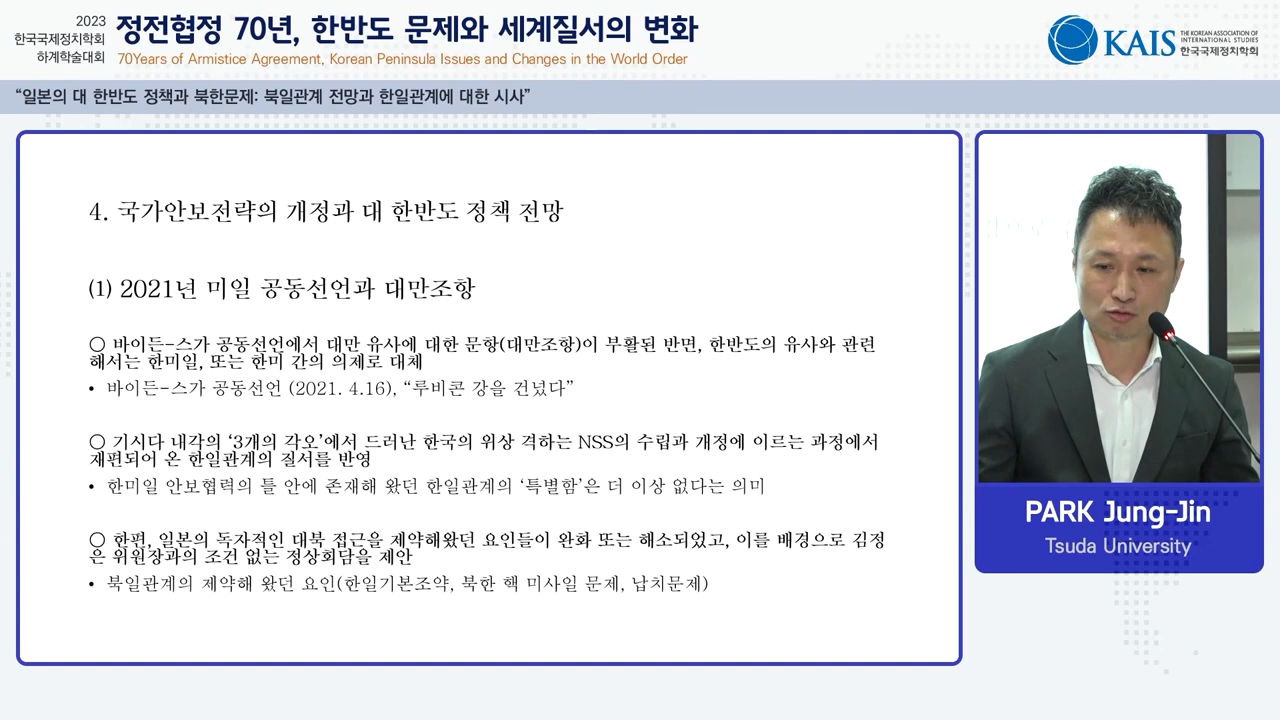 2023
한국국제정치학회
하계학술대회
정전협정 70년, 한반도 문제와 세계질서의 변화
70Years of Armistice Agreement, Korean Peninsula Issues and Changes in the World Order
KAIS
THE KOREAN ASSOCIATION OF
INTERNATIONAL STUDIES
한국국제정치학회
“일본의 대 한반도 정책과 북한문제: 북일관계 전망과 한일관계에 대한 시사”
4. 국가안보전략의 개정과 대 한반도 정책 전망
(1) 2021년 미일 공동선언과 대만조항
○ 바이든-스가 공동선언에서 대만 유사에 대한 문항(대만조항)이 부활된 반면, 한반도의 유사와 관련
해서는 한미일, 또는 한미 간의 의제로 대체
• 바이든-스가 공동선언 (2021. 4.16), “루비콘 강을 건넜다”
○ 기시다 내각의 ‘3개의 각오’에서 드러난 한국의 위상 격하는 NSS의 수립과 개정에 이르는 과정에서
재편되어 온 한일관계의 질서를 반영
• 한미일 안보협력의 틀 안에 존재해 왔던 한일관계의 ‘특별함’은 더 이상 없다는 의미
○ 한편, 일본의 독자적인 대북 접근을 제약해왔던 요인들이 완화 또는 해소되었고, 이를 배경으로 김정
은 위원장과의 조건 없는 정상회담을 제안
• 북일관계의 제약해 왔던 요인(한일기본조약, 북한 핵 미사일 문제, 납치문제)
PARK Jung-Jin
Tsuda University